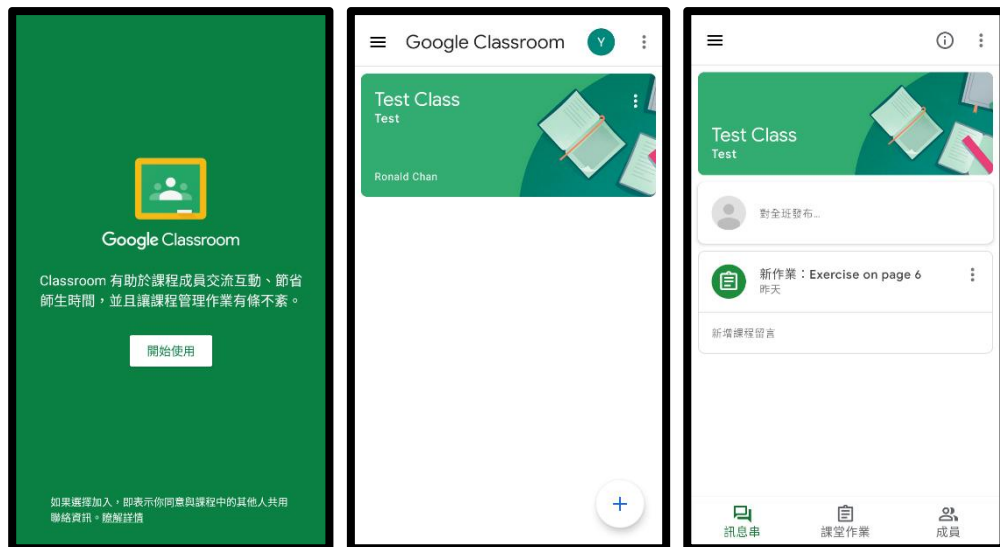 Google Classroom
Classroom 有助於課程成員交流互動、節省
師生時間，並且讓課程管理作業有條不紊。
開始使用
如果選擇加入，即表示你同意與課程中的其他人共用
聯絡資訊。瞭解詳情
Google Classroom
Y
Test Class
Test
Ronald Chan
Test Class
Test
對全班發布…
新作業：Exercise on page 6
昨天
新增課程留言
訊息串
課堂作業
成員